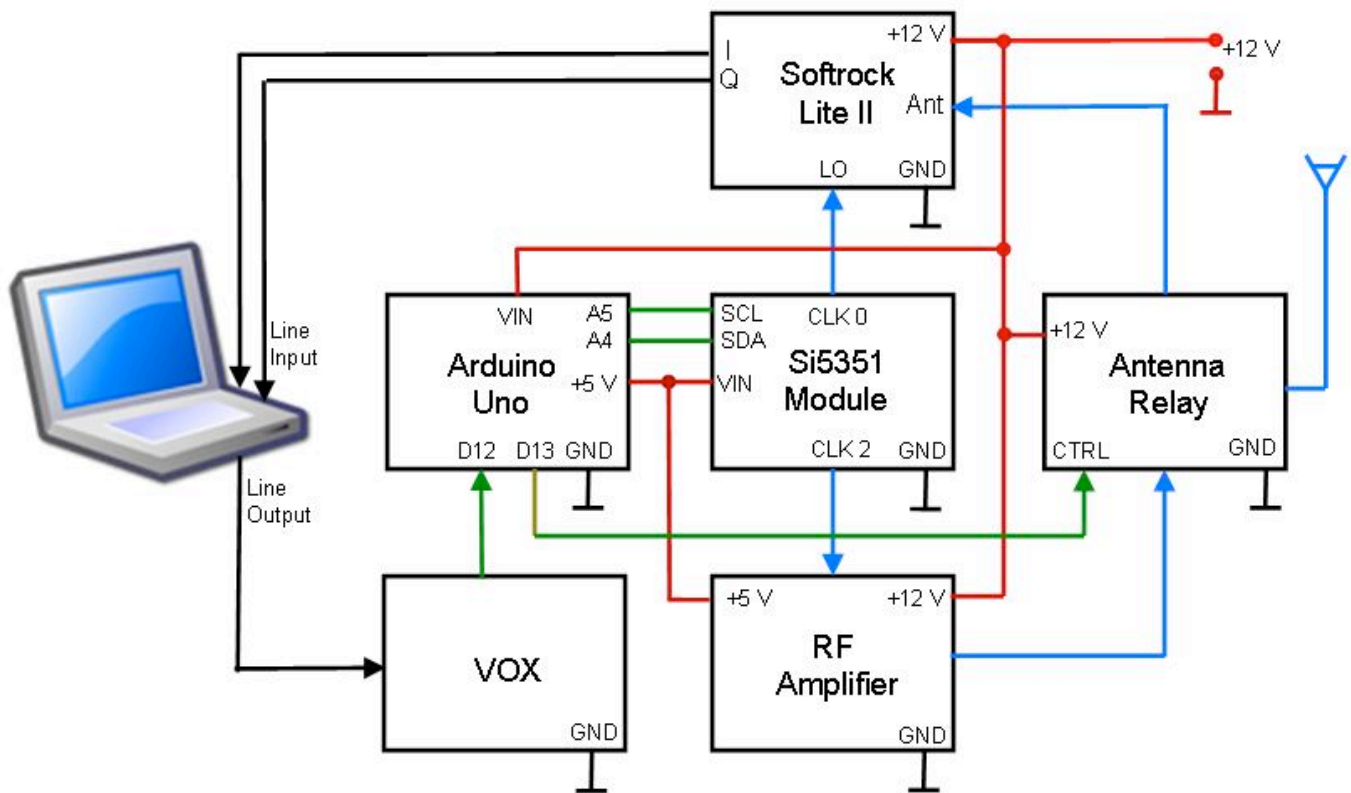 I
Q
+12 V
Softrock
Lite II
Ant
LO
GND
+12 V
Line
Input
VIN
A5
A4
+5 V
Arduino
Uno
D12
D13
GND
SCL
SDA
VIN
CLK 0
Si5351
Module
CLK 2
GND
+12 V
Antenna
Relay
CTRL
GND
Line
Output
VOX
GND
+5 V
+12 V
RF
Amplifier
GND